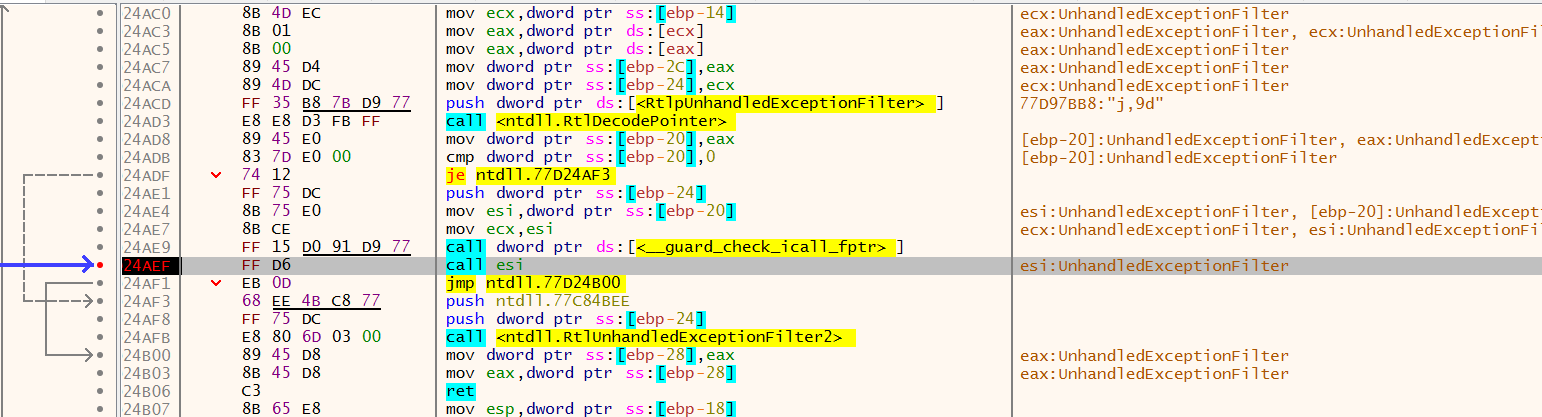 24AC0 8B 4D EC mov ecx,dword ptr ss:[ebp-14] ecx:UnhandledExceptionFilter
24AC3 8B 01 mov eax,dword ptr ds:[ecx] eax:UnhandledExceptionFilter, ecx:UnhandledExceptionFi
24AC5 8B 00 mov eax,dword ptr ds:[eax] eax:UnhandledExceptionFilter
24AC7 89 45 D4 mov dword ptr ss:[ebp-2C],eax eax:UnhandledExceptionFilter
24ACA 89 4D DC mov dword ptr ss:[ebp-24],ecx ecx:UnhandledExceptionFilter
24ACD FF 35 B8 7B D9 77 push dword ptr ds:[<RtlpUnhandledExceptionFilter> ] 77D97BB8:"j,9d"
24AD3 E8 E8 D3 FB FF call <ntdll.RtlDecodePointer>
24AD8 89 45 E0 mov dword ptr ss:[ebp-20],eax [ebp-20]:UnhandledExceptionFilter, eax:UnhandledExcept
24ADB 83 7D E0 00 cmp dword ptr ss:[ebp-20],0 [ebp-20]:UnhandledExceptionFilter
24ADF 74 12 je ntdll.77D24AF3
24AE1 FF 75 DC push dword ptr ss:[ebp-24]
24AE4 8B 75 E0 mov esi,dword ptr ss:[ebp-20] esi:UnhandledExceptionFilter, [ebp-20]:UnhandledExcept
24AE7 8B CE mov ecx,esi ecx:UnhandledExceptionFilter, esi:UnhandledExceptionFi
24AE9 FF 15 D0 91 D9 77 call dword ptr ds:[<__guard_check_icall_fptr> ]
24AEF FF D6 call esi esi:UnhandledExceptionFilter
24AF1 EB 0D jmp ntdll.77D24B00
24AF3 68 EE 4B C8 77 push ntdll.77C84BEE
24AF8 FF 75 DC push dword ptr ss:[ebp-24]
24AFB E8 80 6D 03 00 call <ntdll.RtlUnhandledExceptionFilter2>
24B00 89 45 D8 mov dword ptr ss:[ebp-28],eax eax:UnhandledExceptionFilter
24B03 8B 45 D8 mov eax,dword ptr ss:[ebp-28] eax:UnhandledExceptionFilter
24B06 C3 ret
24B07 8B 65 E8 mov esp,dword ptr ss:[ebp-18]